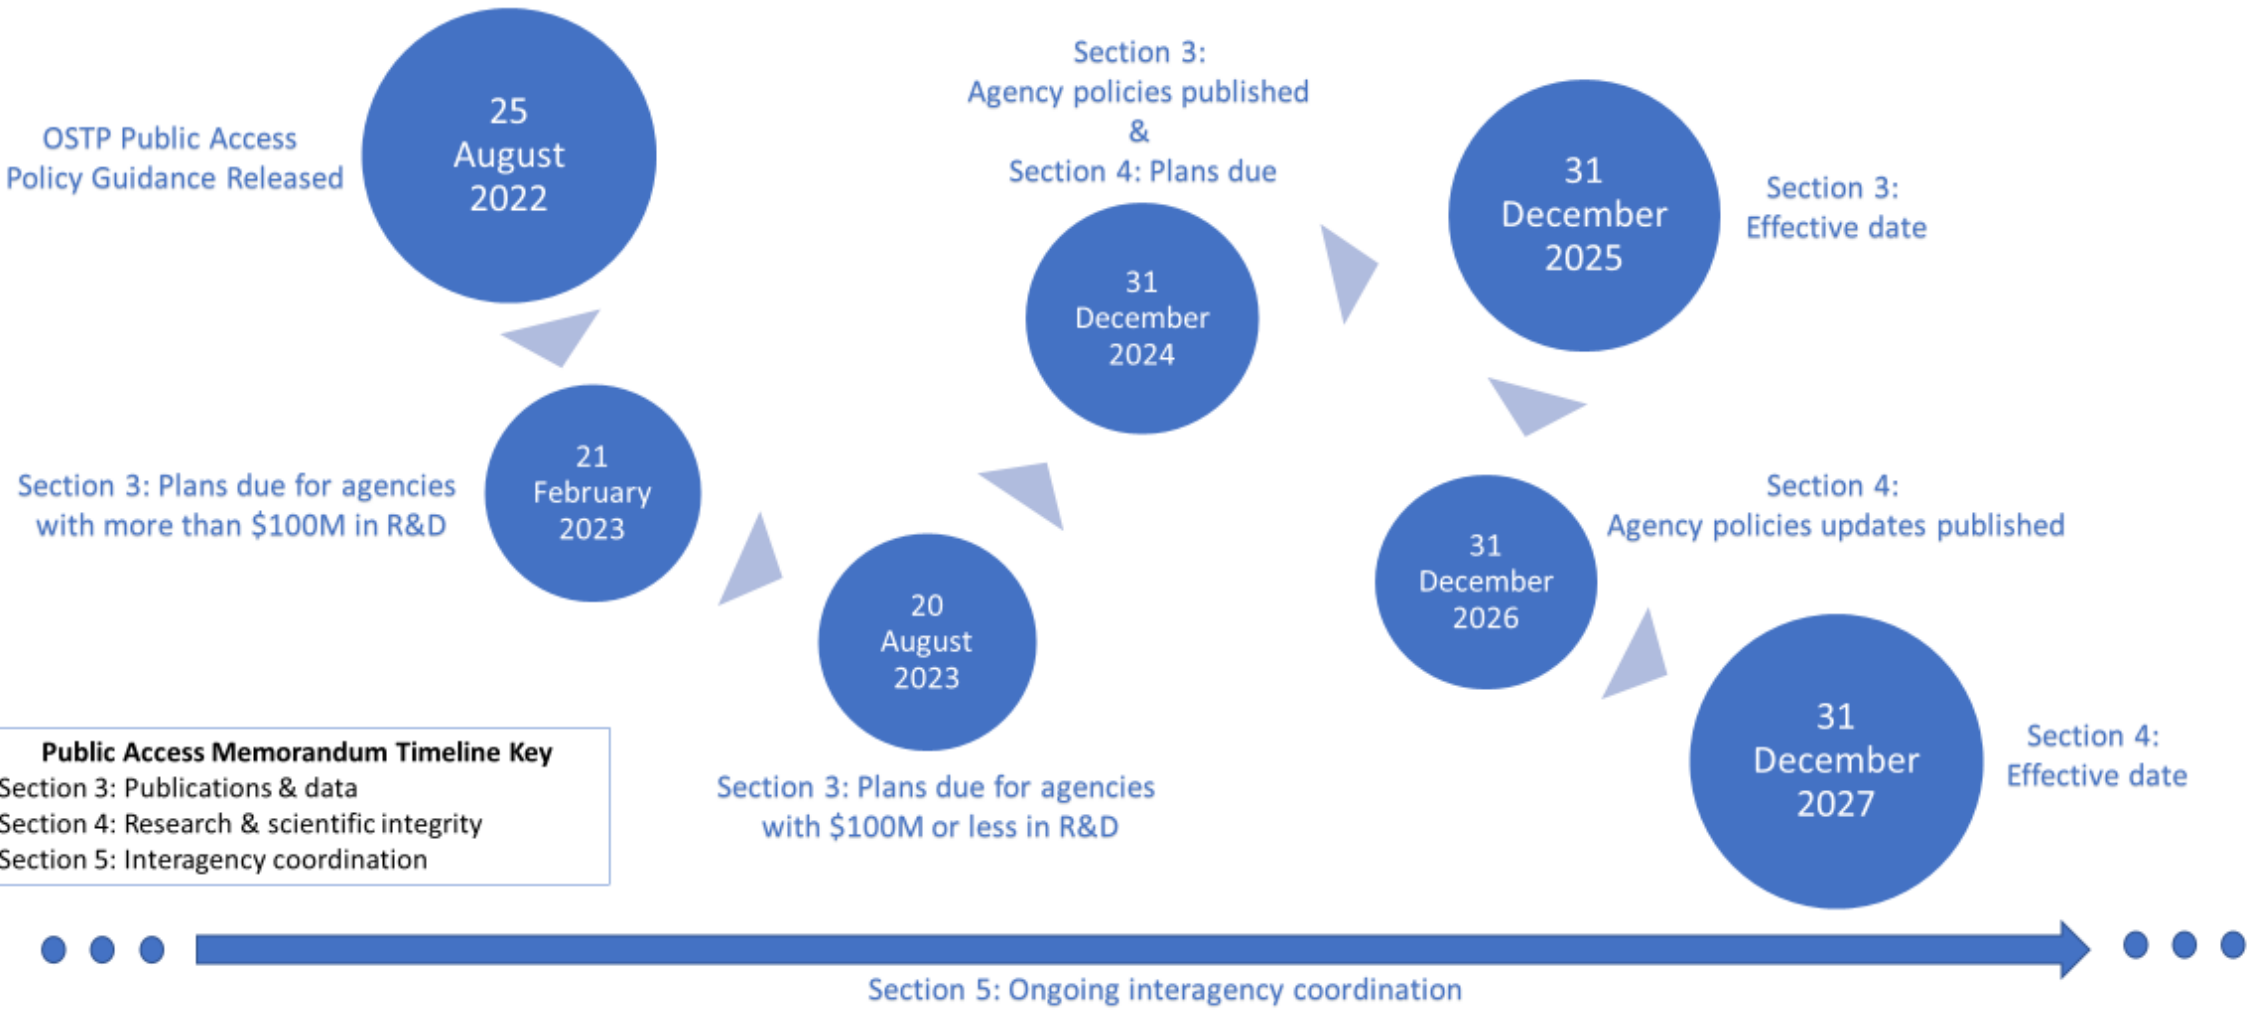 OSTP Public Access
Policy Guidance Released
25
August
2022
Section 3: Plans due for agencies
with more than $100M in R&D
21
February
2023
20
August
2023
Section 3: Plans due for agencies
with $100M or less in R&D
Section 3:
Agency policies published
&
Section 4: Plans due
31
December
2024
31
December
2025
Section 3:
Effective date
31
December
2026
Section 4:
Agency policies updates published
31
December
2027
Section 4:
Effective date
Public Access Memorandum Timeline Key
Section 3: Publications & data
Section 4: Research & scientific integrity
Section 5: Interagency coordination
Section 5: Ongoing interagency coordination